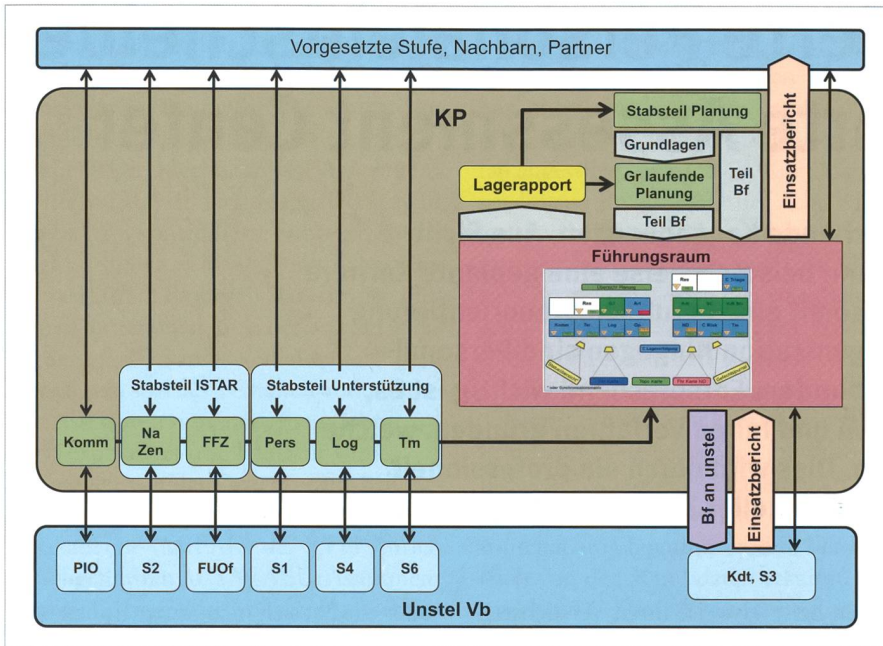 Vorgesetzte Stufe, Nachbarn, Partner
KP
Stabsteil Planung
Grundlagen
Teil
Bf
Einsatzbericht
Lagerapport
Gr laufende
Planung
Teil Bf
Führungsraum
Stabsteil ISTAR
Stabsteil Unterstützung
Komm
Na
Zen
FFZ
Pers
Log
Tm
Bf an unstel
Einsatzbericht
PIO
S2
FUOf
S1
S4
S6
Kdt, S3
Unstel Vb